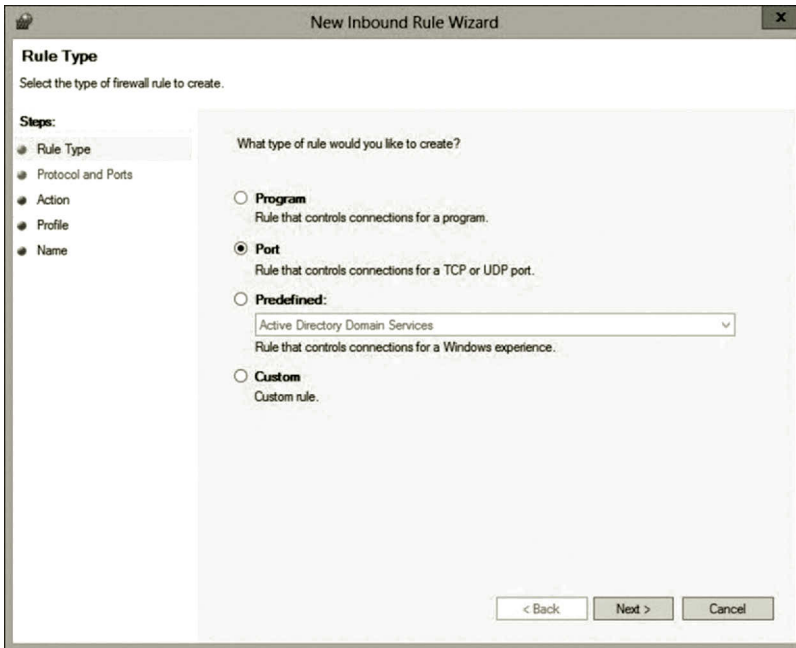 New Inbound Rule Wizard
x
Rule Type
Select the type of firewall rule to create.
Steps:
Rule Type
Protocol and Ports
Action
Profile
Name
What type of rule would you like to create?
Program
Rule that controls connections for a program.
Port
Rule that controls connections for a TCP or UDP port.
Predefined:
Active Directory Domain Services
Rule that controls connections for a Windows experience.
Custom
Custom rule.
< Back
Next >
Cancel